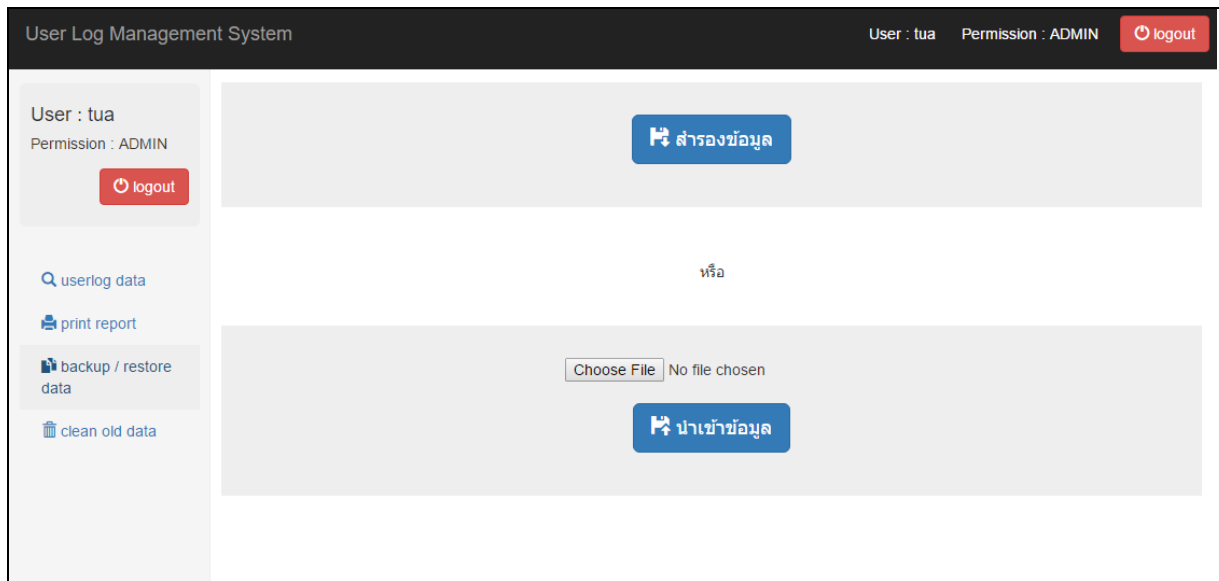 User Log Management System
User : tua Permission : ADMIN logout
User : tua
Permission : ADMIN
logout
userlog data
print report
backup / restore
data
clean old data
สำรองข้อมูล
หรือ
Choose File No file chosen
นำเข้าข้อมูล